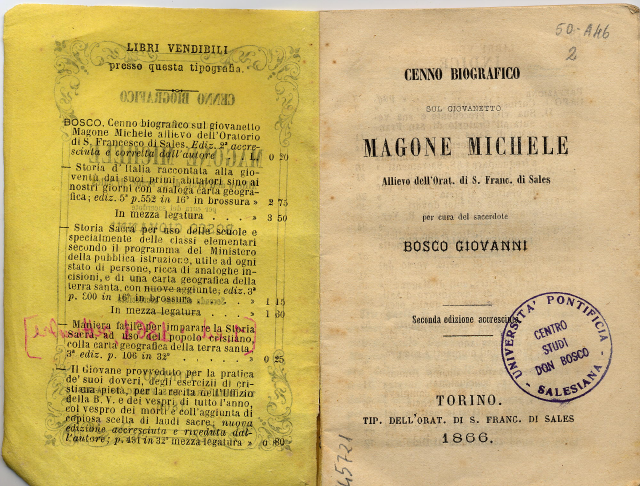 LIBRI VENDIBILI
presso questa tipografia.
BOSCO. Cenno biografico sul giovanetto
Magone Michele allievo dell'Oratorio
di S. Francesco di Sales. Ediz. 2ª accre-
sciuta e corretta dall'autore L. 0 20
— Storia d'Italia raccontata alla gio-
ventù dai suoi primi abitatori sino ai
nostri giorni con analoga carta geogra-
fica; ediz. 5ª p. 552 in 16° in brossura » 2 75
In mezza legatura . . . . » 3 50
— Storia Sacra per uso delle scuole e
specialmente delle classi elementari
secondo il programma del Ministero
della pubblica istruzione, utile ad ogni
stato di persone, ricca di analoghe in-
cisioni, e di una carta geografica della
terra santa, con nuove aggiunte; ediz. 3ª
p. 500 in 16° in brossura . . . . » 1 15
In mezza legatura . . . . » 1 60
— Maniera facile per imparare la Storia
Sacra, ad uso del popolo cristiano,
colla carta geografica della terra santa
3ª ediz. p. 106 in 32° . . . . » 0 25
— Il Giovane provveduto per la pratica
de' suoi doveri, degli esercizii di cri-
stiana pietà, per la recita dell'Uffizio
della B. V. e dei vespri di tutto l'anno,
col vespro dei morti e coll'aggiunta di
copiosa scelta di laudi sacre; nuova
edizione accresciuta e riveduta dal-
l'autore; p. 431 in 32° mezza legatura » 0 80
50-A46
2
CENNO BIOGRAFICO
SUL GIOVANETTO
MAGONE MICHELE
Allievo dell'Orat. di S. Franc. di Sales
per cura del sacerdote
BOSCO GIOVANNI
Seconda edizione accresciuta
UNIVERSITA' PONTIFICIA
SALESIANA
CENTRO
STUDI
DON BOSCO
TORINO.
TIP. DELL'ORAT. DI S. FRANC. DI SALES
1866.
45721